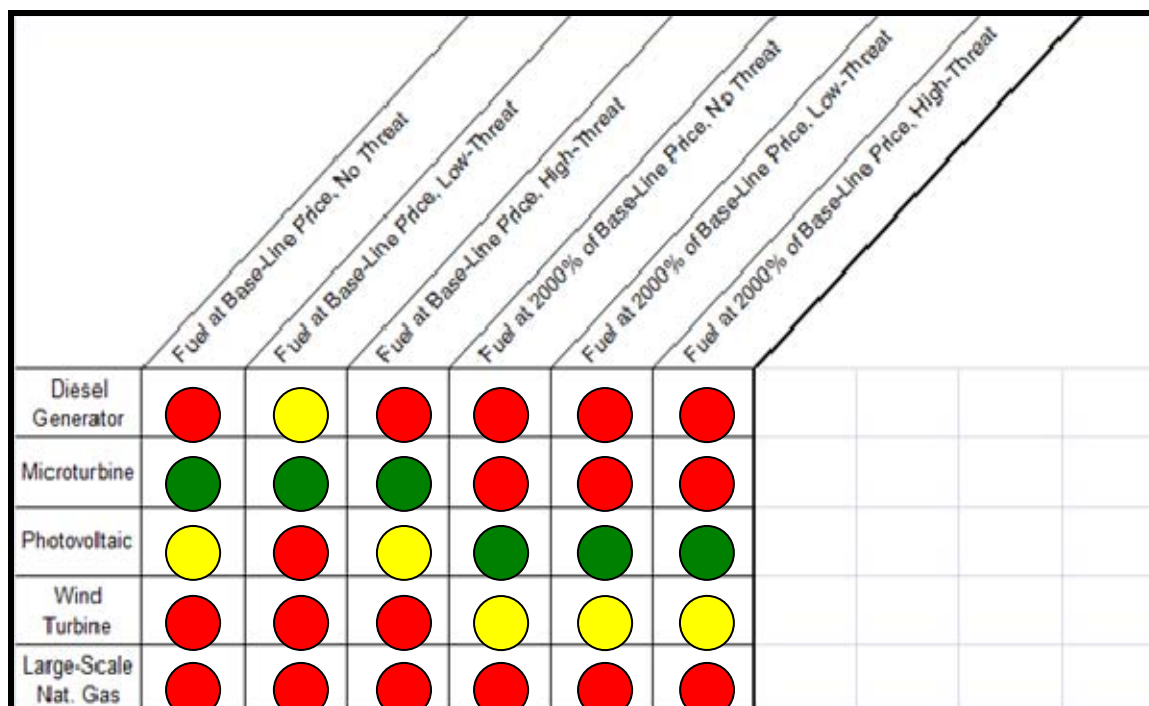 Fuel at Base-Line Price, No Threat
Fuel at Base-Line Price, Low-Threat
Fuel at Base-Line Price, High-Threat
Fuel at 2000% of Base-Line Price, No Threat
Fuel at 2000% of Base-Line Price, Low-Threat
Fuel at 2000% of Base-Line Price, High-Threat
Diesel
Generator
Microturbine
Photovoltaic
Wind
Turbine
Large-Scale
Nat. Gas